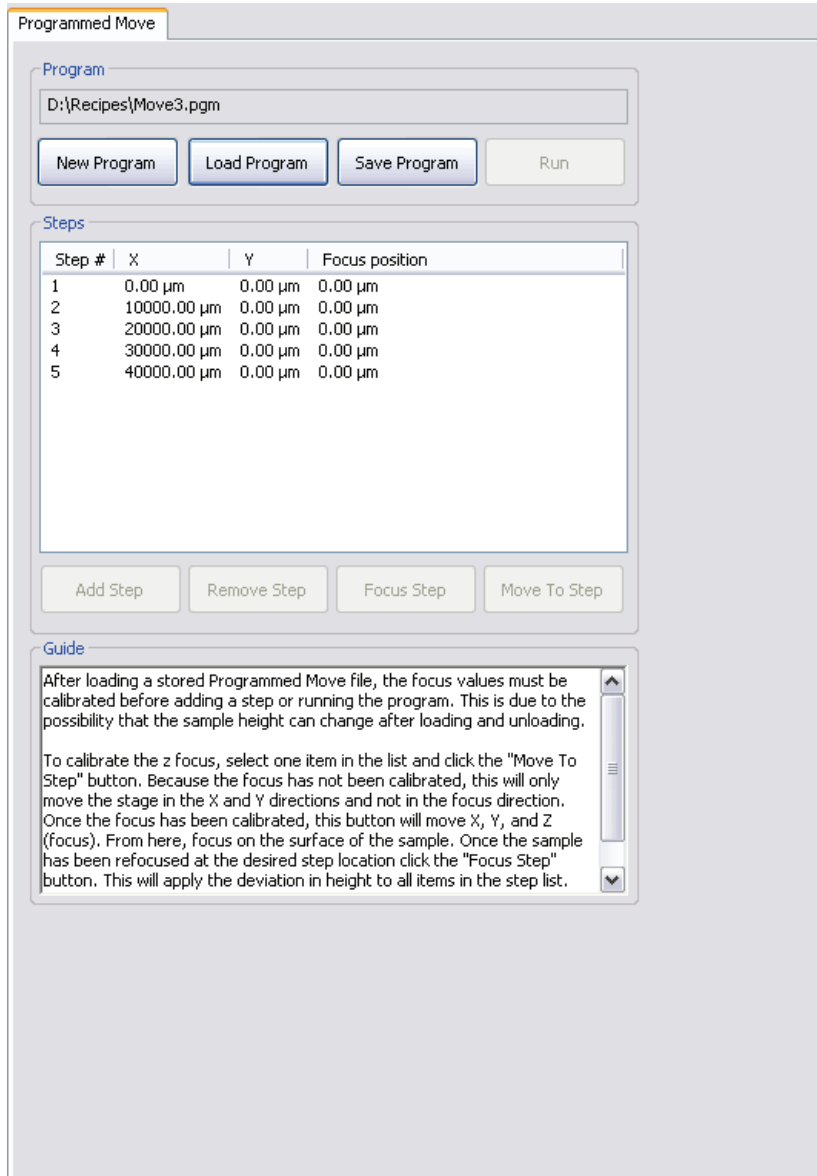 Programmed Move
Program
D:\Recipes\Move3.pgm
New Program Load Program Save Program Run
Steps
Step # X Y Focus position
1 0.00 µm 0.00 µm 0.00 µm
2 10000.00 µm 0.00 µm 0.00 µm
3 20000.00 µm 0.00 µm 0.00 µm
4 30000.00 µm 0.00 µm 0.00 µm
5 40000.00 µm 0.00 µm 0.00 µm
Add Step Remove Step Focus Step Move To Step
Guide
After loading a stored Programmed Move file, the focus values must be
calibrated before adding a step or running the program. This is due to the
possibility that the sample height can change after loading and unloading.
To calibrate the z focus, select one item in the list and click the "Move To
Step" button. Because the focus has not been calibrated, this will only
move the stage in the X and Y directions and not in the focus direction.
Once the focus has been calibrated, this button will move X, Y, and Z
(focus). From here, focus on the surface of the sample. Once the sample
has been refocused at the desired step location click the "Focus Step"
button. This will apply the deviation in height to all items in the step list.